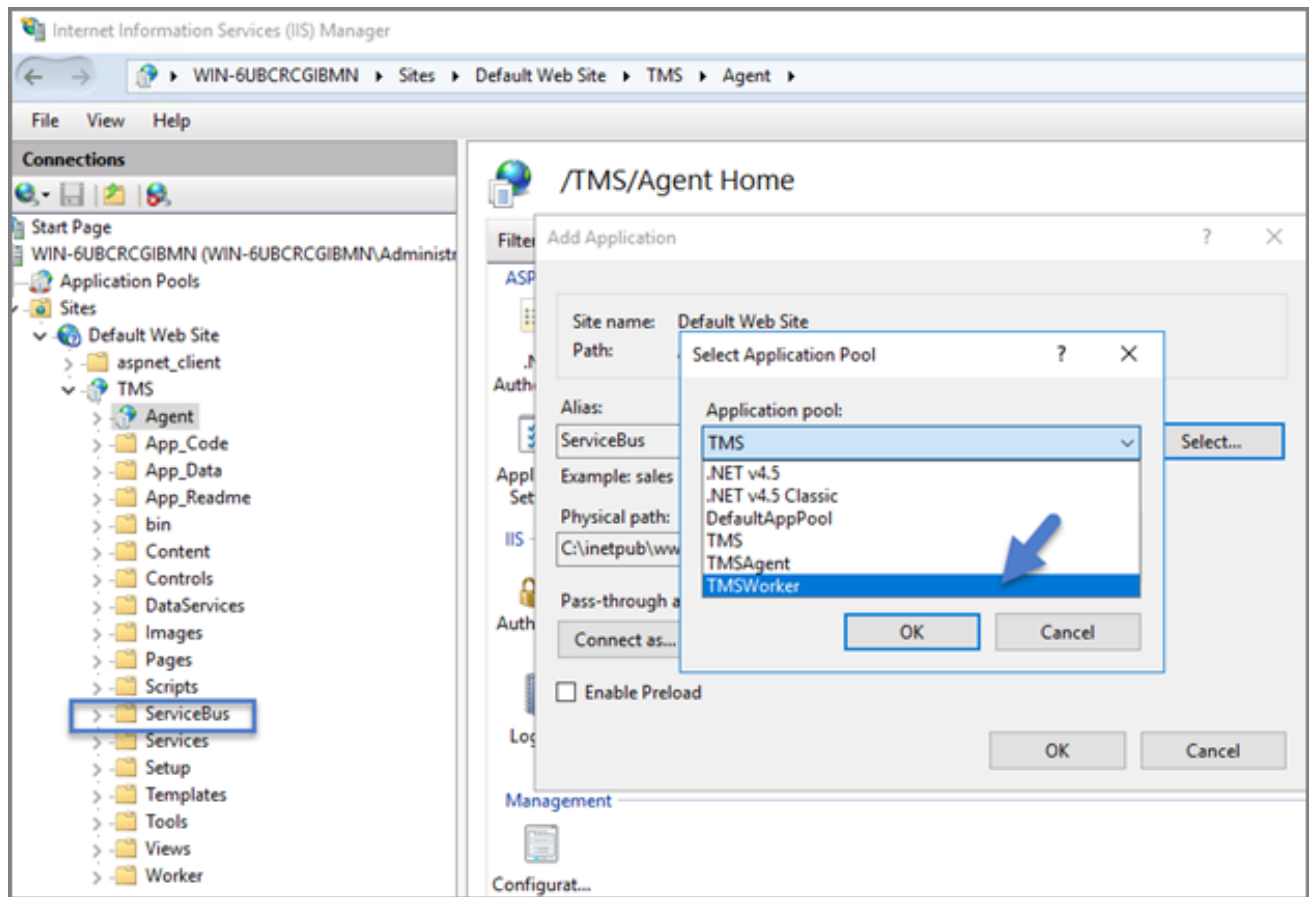 Internet Information Services (IIS) Manager
WIN-6UBCRCGIBMN Sites Default Web Site TMS Agent
File View Help
Connections
Start Page
WIN-6UBCRCGIBMN (WIN-6UBCRCGIBMN\Administr
Application Pools
Sites
Default Web Site
aspnet_client
TMS
Agent
App_Code
App_Data
App_Readme
bin
Content
Controls
DataServices
Images
Pages
Scripts
ServiceBus
Services
Setup
Templates
Tools
Views
Worker
/TMS/Agent Home
Filter
ASP
.N
Auth
Appl
Set
IIS
Auth
Log
Management
Configurat...
Add Application ?
Site name: Default Web Site
Path:
Alias:
ServiceBus
Select...
Example: sales
Physical path:
C:\inetpub\ww
Pass-through a
Connect as...
Enable Preload
OK Cancel
Select Application Pool ?
Application pool:
TMS
.NET v4.5
.NET v4.5 Classic
DefaultAppPool
TMS
TMSAgent
TMSWorker
OK Cancel